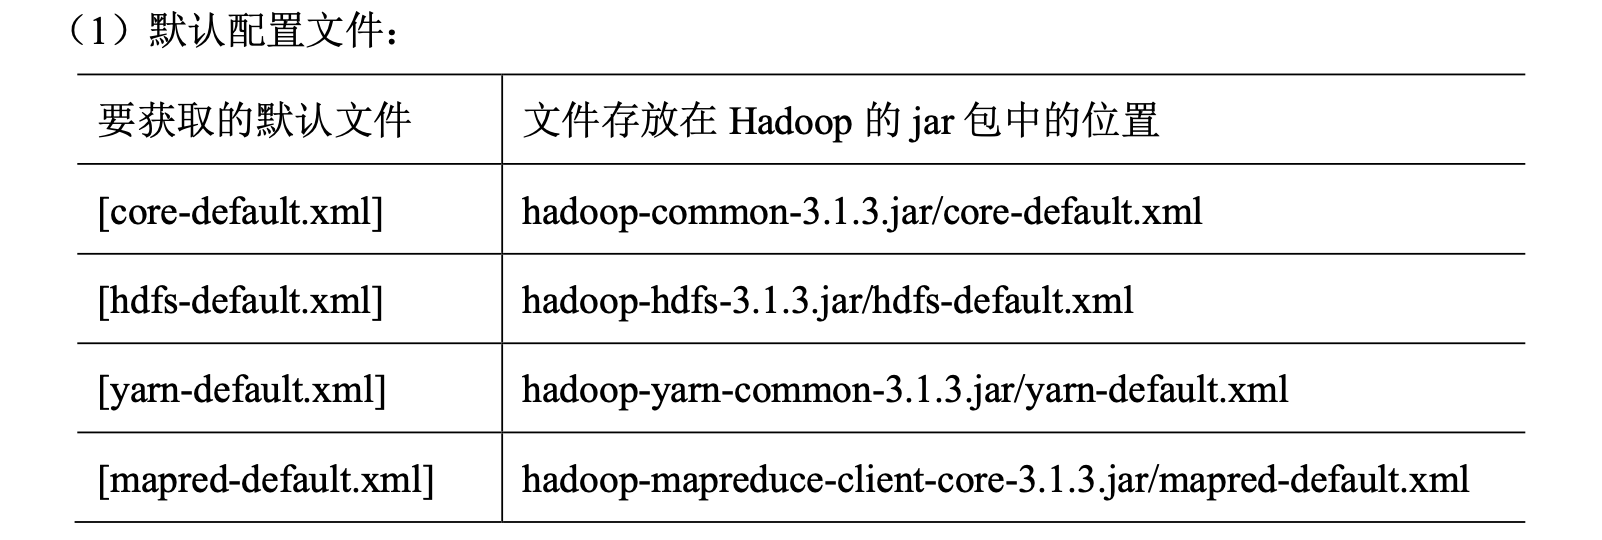 （1）默认配置文件：
要获取的默认文件 文件存放在 Hadoop 的 jar 包中的位置
[core-default.xml] hadoop-common-3.1.3.jar/core-default.xml
[hdfs-default.xml] hadoop-hdfs-3.1.3.jar/hdfs-default.xml
[yarn-default.xml] hadoop-yarn-common-3.1.3.jar/yarn-default.xml
[mapred-default.xml] hadoop-mapreduce-client-core-3.1.3.jar/mapred-default.xml